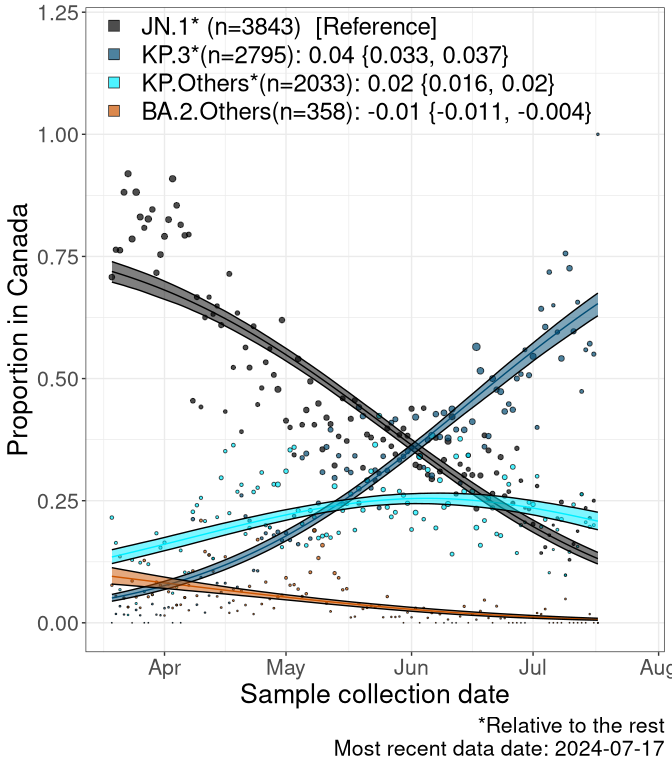 JN.1* (n=3843) [Reference]
KP.3*(n=2795): 0.04 {0.033, 0.037}
KP.Others*(n=2033): 0.02 {0.016, 0.02}
BA.2.Others(n=358): -0.01 {-0.011, -0.004}
Proportion in Canada
1.25
1.00
0.75
0.50
0.25
0.00
Apr May Jun Jul Aug
Sample collection date
*Relative to the rest
Most recent data date: 2024-07-17